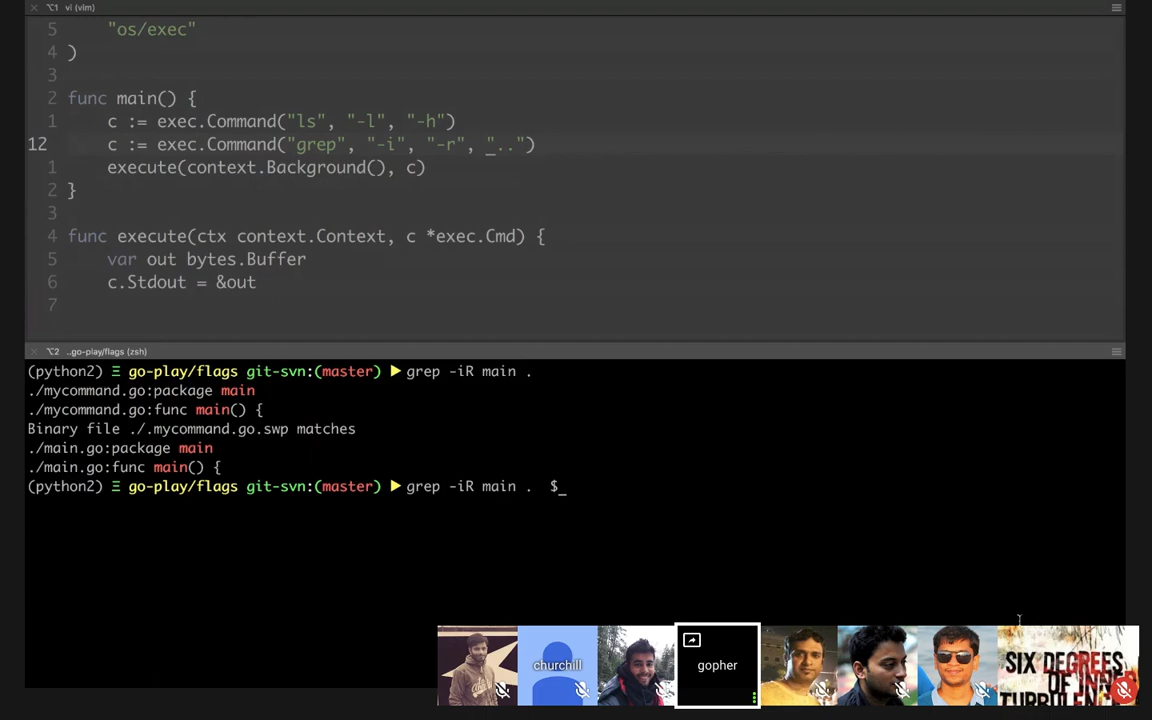 ⌥1 vi (vim)
5 "os/exec"
4 )
3
2 func main() {
1 c := exec.Command("ls", "-l", "-h")
12 c := exec.Command("grep", "-i", "-r", "..")
1 execute(context.Background(), c)
2 }
3
4 func execute(ctx context.Context, c *exec.Cmd) {
5 var out bytes.Buffer
6 c.Stdout = &out
7
⌥2 ..go-play/flags (zsh)
(python2) Ξ go-play/flags git-svn:(master) ▶ grep -iR main .
./mycommand.go:package main
./mycommand.go:func main() {
Binary file ./.mycommand.go.swp matches
./main.go:package main
./main.go:func main() {
(python2) Ξ go-play/flags git-svn:(master) ▶ grep -iR main .  $_
churchill
gopher
SIX DEGREES
OF INNER
TURBULENCE